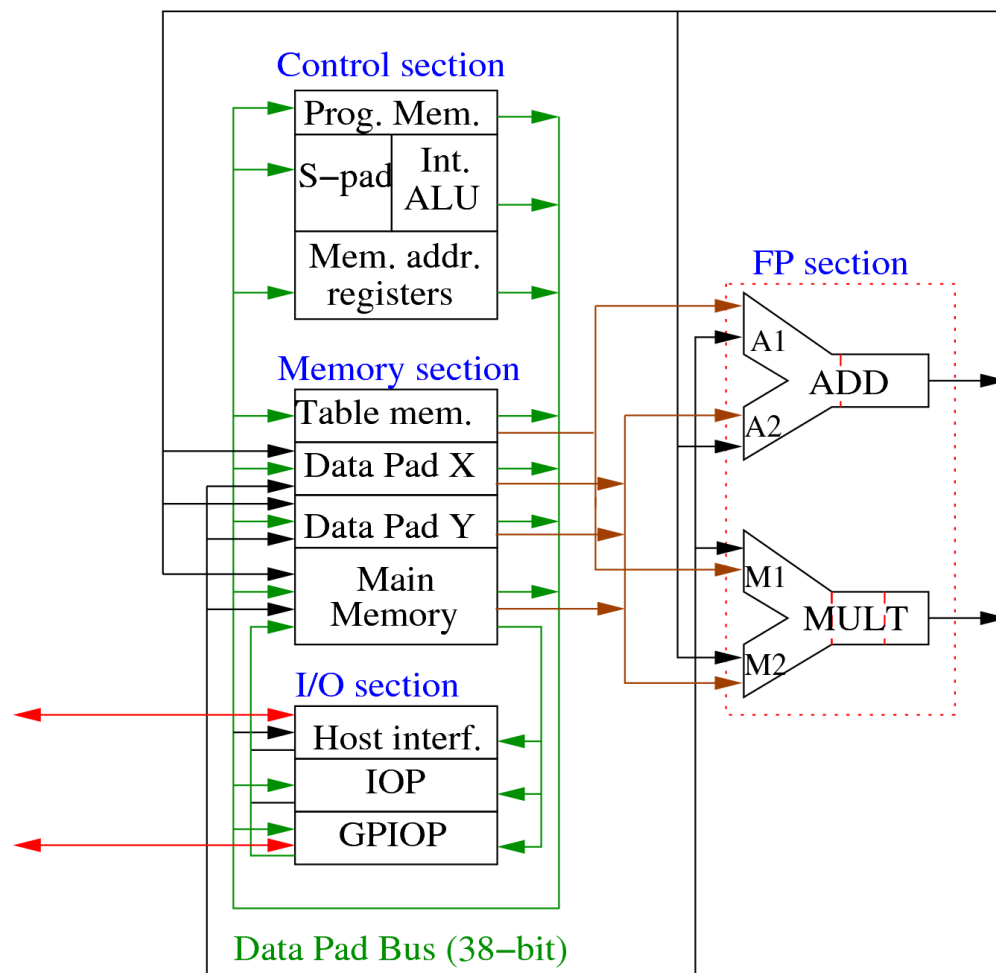 Control section
Prog. Mem.
S−pad
Int.
ALU
Mem. addr.
registers
FP section
A1
ADD
A2
Memory section
Table mem.
Data Pad X
Data Pad Y
Main
Memory
M1
MULT
M2
I/O section
Host interf.
IOP
GPIOP
Data Pad Bus (38−bit)